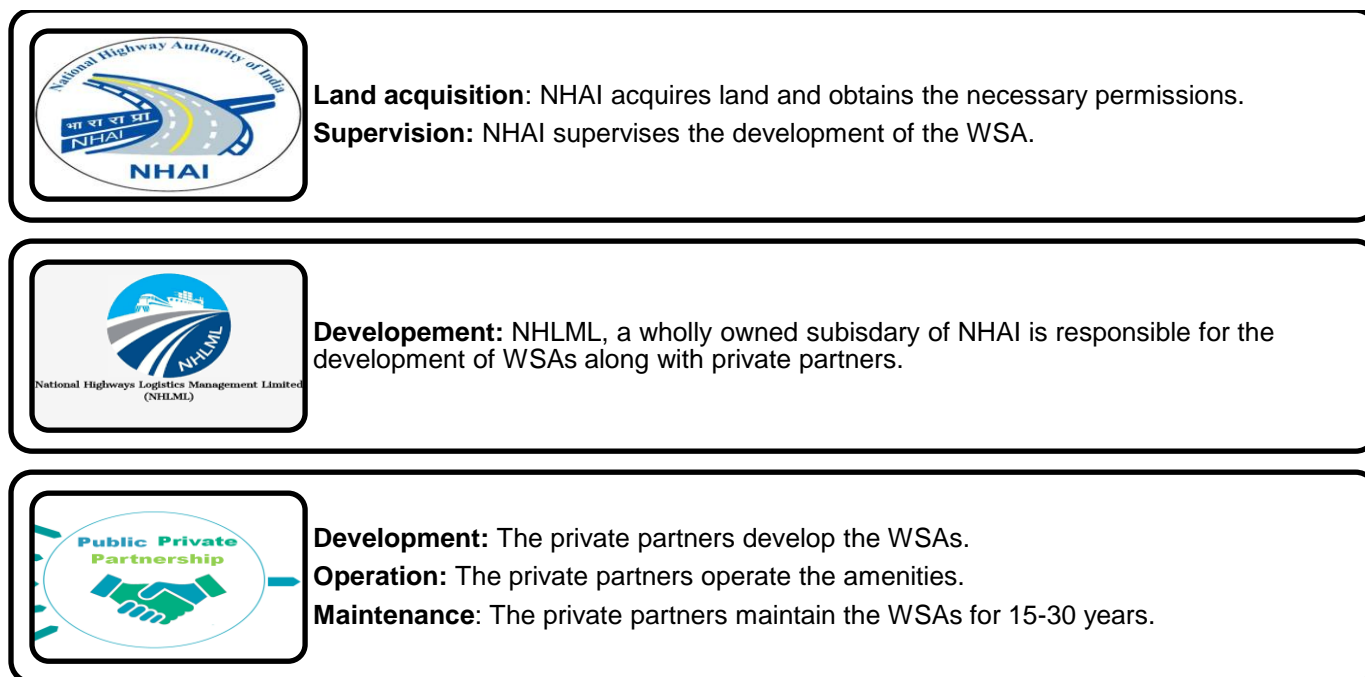 National Highway Authority of India
भा रा रा प्रा
NHAI
NHAI
Land acquisition: NHAI acquires land and obtains the necessary permissions.
Supervision: NHAI supervises the development of the WSA.
NHLML
National Highways Logistics Management Limited
(NHLML)
Developement: NHLML, a wholly owned subisdary of NHAI is responsible for the
development of WSAs along with private partners.
Public Private
Partnership
Development: The private partners develop the WSAs.
Operation: The private partners operate the amenities.
Maintenance: The private partners maintain the WSAs for 15-30 years.